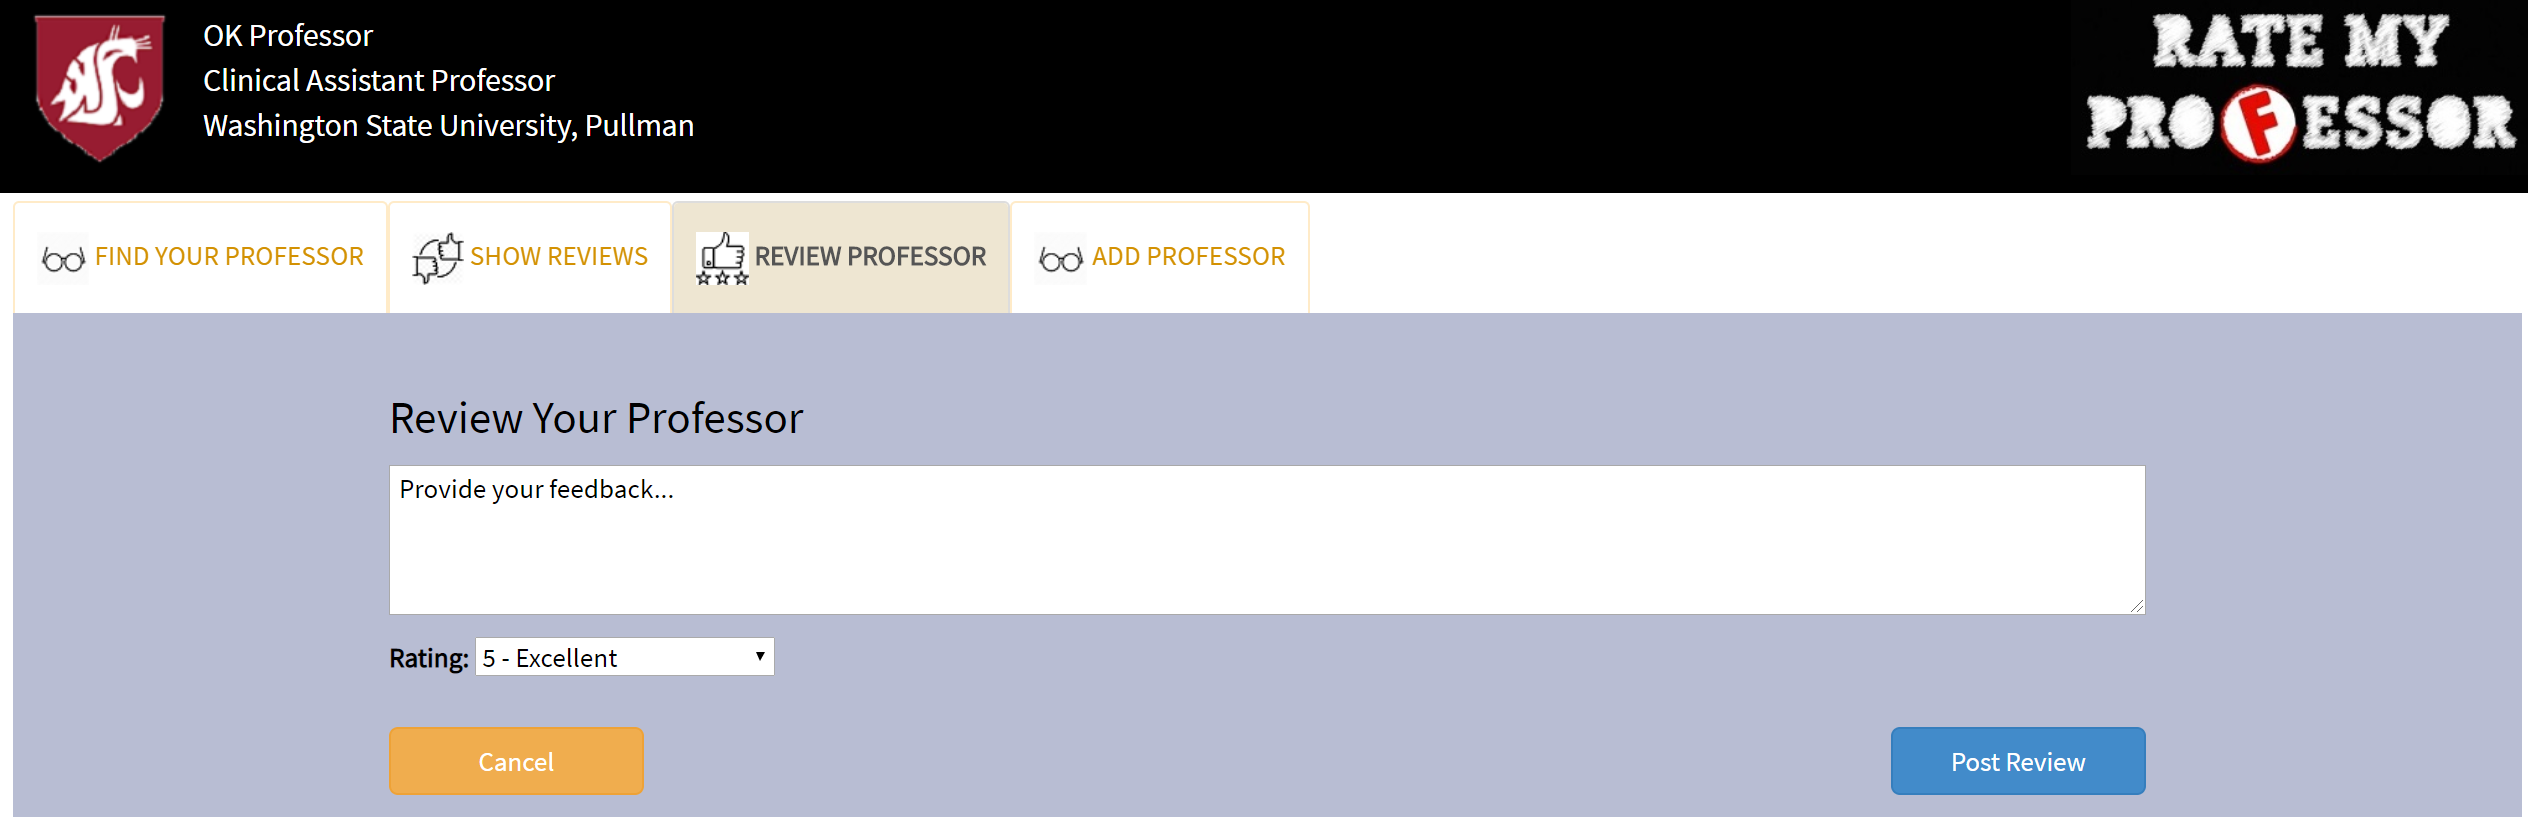 OK Professor
Clinical Assistant Professor
Washington State University, Pullman
RATE MY
PROFESSOR
FIND YOUR PROFESSOR
SHOW REVIEWS
REVIEW PROFESSOR
ADD PROFESSOR
Review Your Professor
Provide your feedback...
Rating: 5 - Excellent
Cancel
Post Review